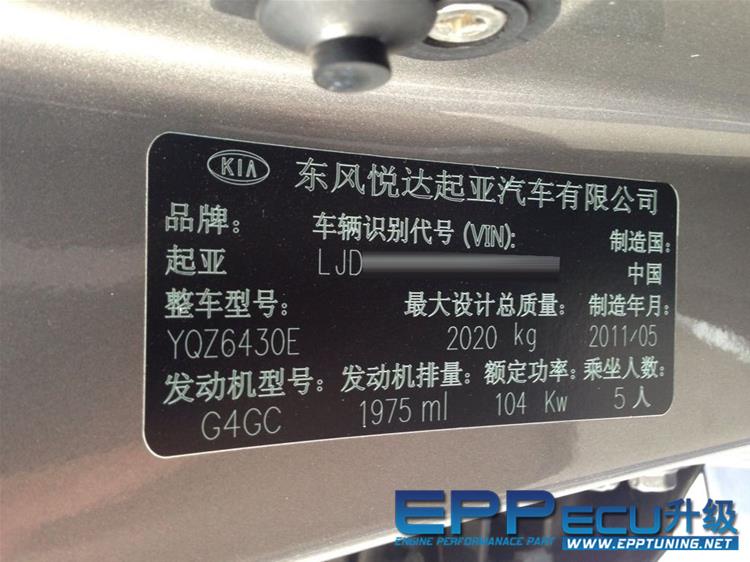 KIA 东风悦达起亚汽车有限公司
品牌: 车辆识别代号(VIN): 制造国:
起亚 LJD 中国
整车型号: 最大设计总质量: 制造年月:
YQZ6430E 2020 kg 2011/05
发动机型号: 发动机排量: 额定功率: 乘坐人数:
G4GC 1975 ml 104 Kw 5人
EPP ECU升级
ENGINE PERFORMANACE PART WWW.EPPTUNING.NET